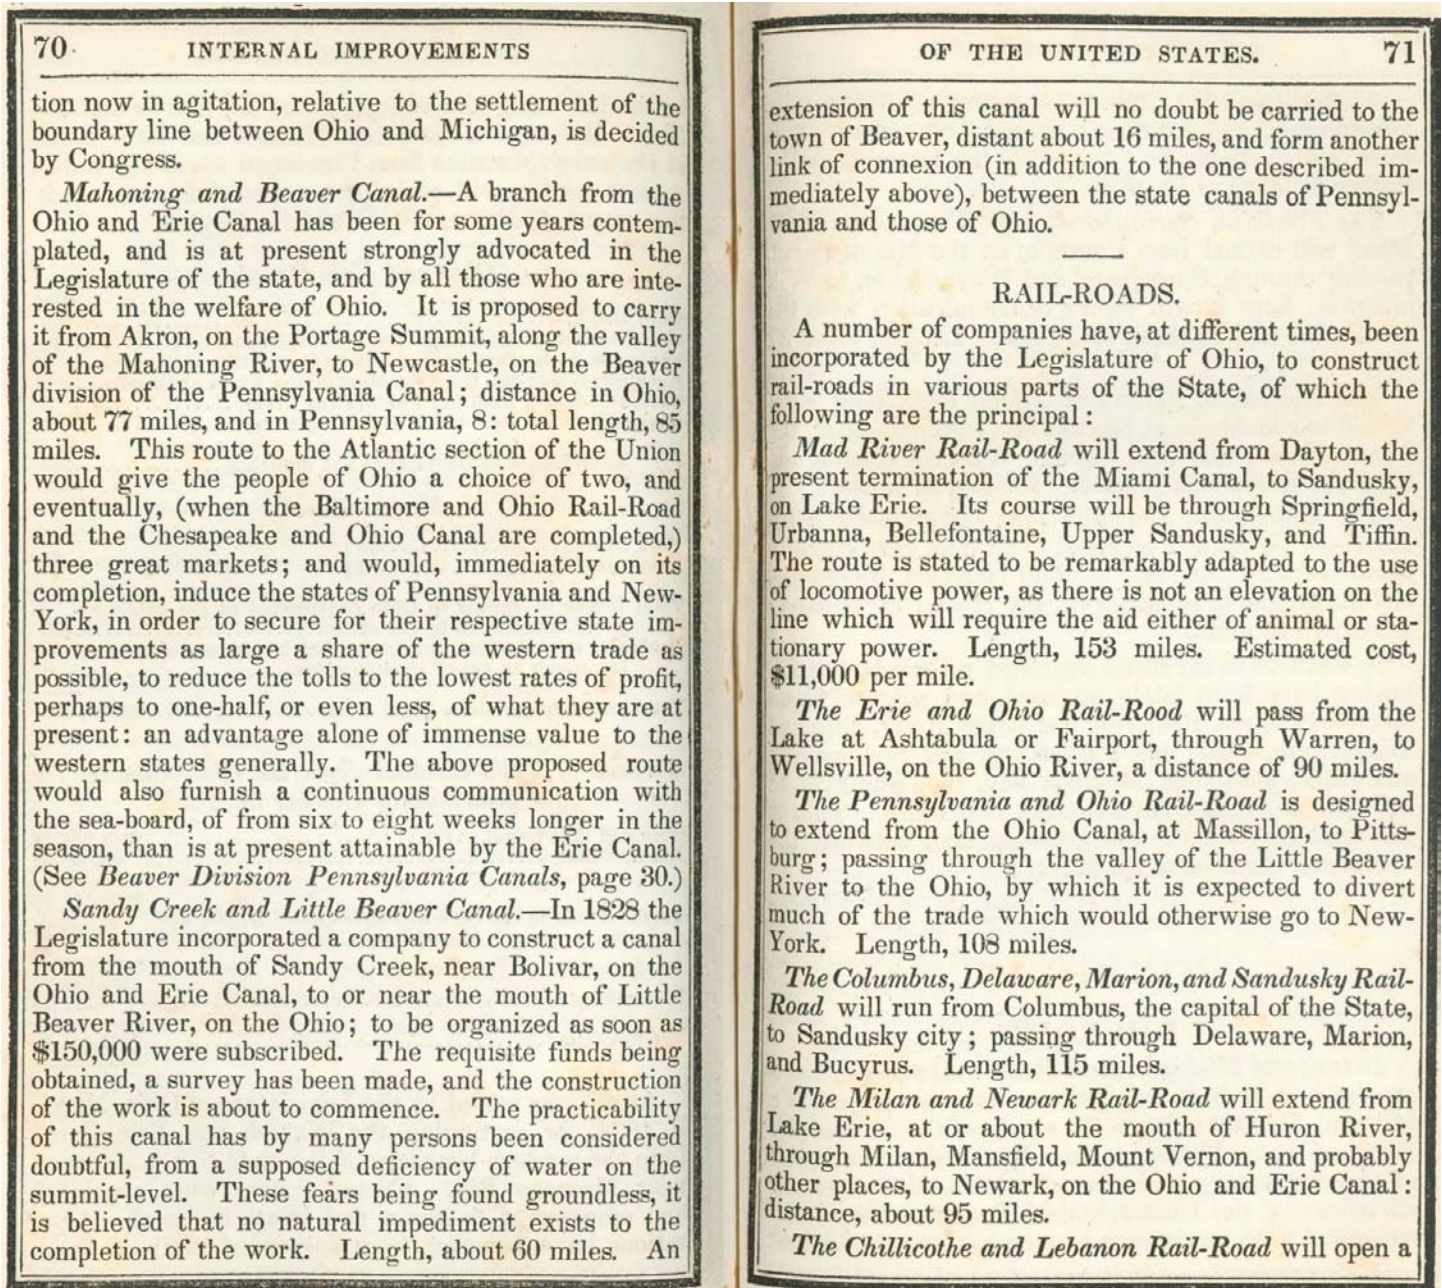 70 INTERNAL IMPROVEMENTS
tion now in agitation, relative to the settlement of the
boundary line between Ohio and Michigan, is decided
by Congress.
Mahoning and Beaver Canal.—A branch from the
Ohio and Erie Canal has been for some years contem-
plated, and is at present strongly advocated in the
Legislature of the state, and by all those who are inte-
rested in the welfare of Ohio. It is proposed to carry
it from Akron, on the Portage Summit, along the valley
of the Mahoning River, to Newcastle, on the Beaver
division of the Pennsylvania Canal; distance in Ohio,
about 77 miles, and in Pennsylvania, 8: total length, 85
miles. This route to the Atlantic section of the Union
would give the people of Ohio a choice of two, and
eventually, (when the Baltimore and Ohio Rail-Road
and the Chesapeake and Ohio Canal are completed,)
three great markets; and would, immediately on its
completion, induce the states of Pennsylvania and New-
York, in order to secure for their respective state im-
provements as large a share of the western trade as
possible, to reduce the tolls to the lowest rates of profit,
perhaps to one-half, or even less, of what they are at
present: an advantage alone of immense value to the
western states generally. The above proposed route
would also furnish a continuous communication with
the sea-board, of from six to eight weeks longer in the
season, than is at present attainable by the Erie Canal.
(See Beaver Division Pennsylvania Canals, page 30.)
Sandy Creek and Little Beaver Canal.—In 1828 the
Legislature incorporated a company to construct a canal
from the mouth of Sandy Creek, near Bolivar, on the
Ohio and Erie Canal, to or near the mouth of Little
Beaver River, on the Ohio; to be organized as soon as
$150,000 were subscribed. The requisite funds being
obtained, a survey has been made, and the construction
of the work is about to commence. The practicability
of this canal has by many persons been considered
doubtful, from a supposed deficiency of water on the
summit-level. These fears being found groundless, it
is believed that no natural impediment exists to the
completion of the work. Length, about 60 miles. An
OF THE UNITED STATES. 71
extension of this canal will no doubt be carried to the
town of Beaver, distant about 16 miles, and form another
link of connexion (in addition to the one described im-
mediately above), between the state canals of Pennsyl-
vania and those of Ohio.
RAIL-ROADS.
A number of companies have, at different times, been
incorporated by the Legislature of Ohio, to construct
rail-roads in various parts of the State, of which the
following are the principal:
Mad River Rail-Road will extend from Dayton, the
present termination of the Miami Canal, to Sandusky,
on Lake Erie. Its course will be through Springfield,
Urbanna, Bellefontaine, Upper Sandusky, and Tiffin.
The route is stated to be remarkably adapted to the use
of locomotive power, as there is not an elevation on the
line which will require the aid either of animal or sta-
tionary power. Length, 153 miles. Estimated cost,
$11,000 per mile.
The Erie and Ohio Rail-Rood will pass from the
Lake at Ashtabula or Fairport, through Warren, to
Wellsville, on the Ohio River, a distance of 90 miles.
The Pennsylvania and Ohio Rail-Road is designed
to extend from the Ohio Canal, at Massillon, to Pitts-
burg; passing through the valley of the Little Beaver
River to the Ohio, by which it is expected to divert
much of the trade which would otherwise go to New-
York. Length, 108 miles.
The Columbus, Delaware, Marion, and Sandusky Rail-
Road will run from Columbus, the capital of the State,
to Sandusky city; passing through Delaware, Marion,
and Bucyrus. Length, 115 miles.
The Milan and Newark Rail-Road will extend from
Lake Erie, at or about the mouth of Huron River,
through Milan, Mansfield, Mount Vernon, and probably
other places, to Newark, on the Ohio and Erie Canal:
distance, about 95 miles.
The Chillicothe and Lebanon Rail-Road will open a